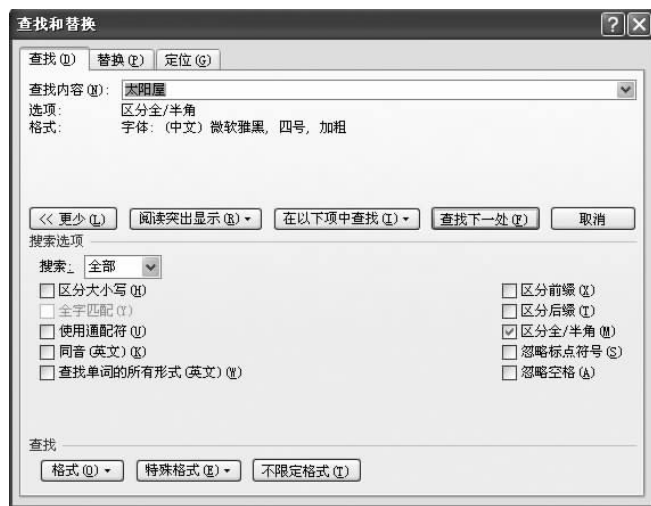 查找和替换
查找(D) 替换(P) 定位(G)
查找内容(N): 太阳屋
选项: 区分全/半角
格式: 字体: (中文) 微软雅黑, 四号, 加粗
<< 更少(L) 阅读突出显示(R) 在以下项中查找(I) 查找下一处(F) 取消
搜索选项
搜索: 全部
区分大小写(H) 区分前缀(X)
全字匹配(Y) 区分后缀(T)
使用通配符(U) 区分全/半角(M)
同音(英文)(K) 忽略标点符号(S)
查找单词的所有形式(英文)(W) 忽略空格(A)
查找
格式(O) 特殊格式(E) 不限定格式(T)